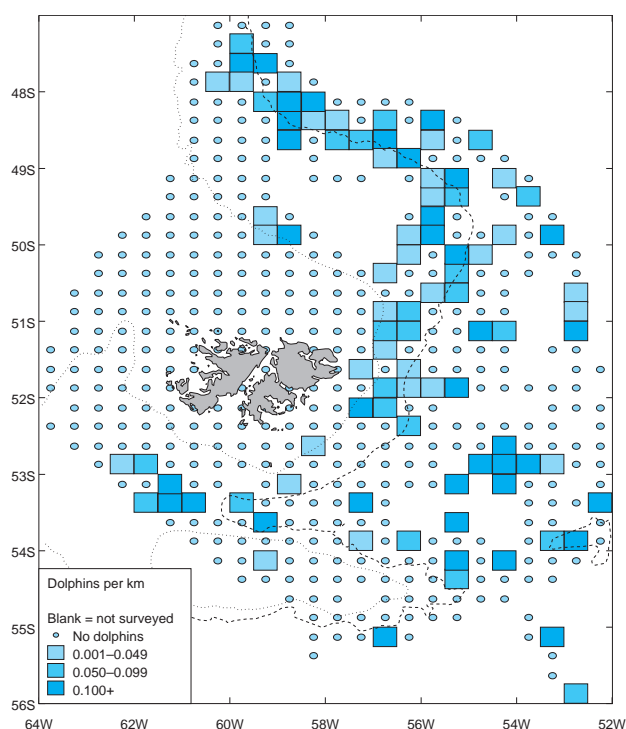 48S
49S
50S
51S
52S
53S
54S
55S
56S
Dolphins per km
Blank = not surveyed
No dolphins
0.001–0.049
0.050–0.099
0.100+
64W 62W 60W 58W 56W 54W 52W